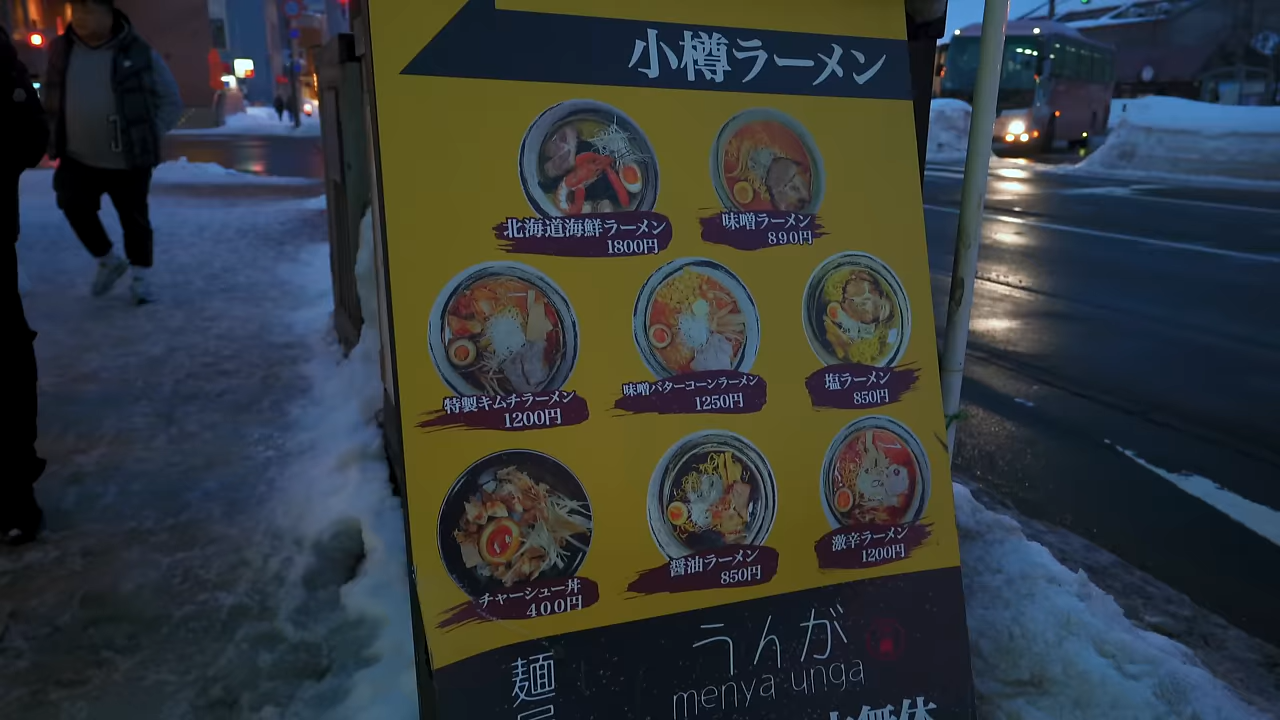 小樽ラーメン
北海道海鮮ラーメン
1800円
味噌ラーメン
890円
特製キムチラーメン
1200円
味噌バターコーンラーメン
1250円
塩ラーメン
850円
チャーシュー丼
400円
醤油ラーメン
850円
激辛ラーメン
1200円
麺
うんが
menya unga
無休